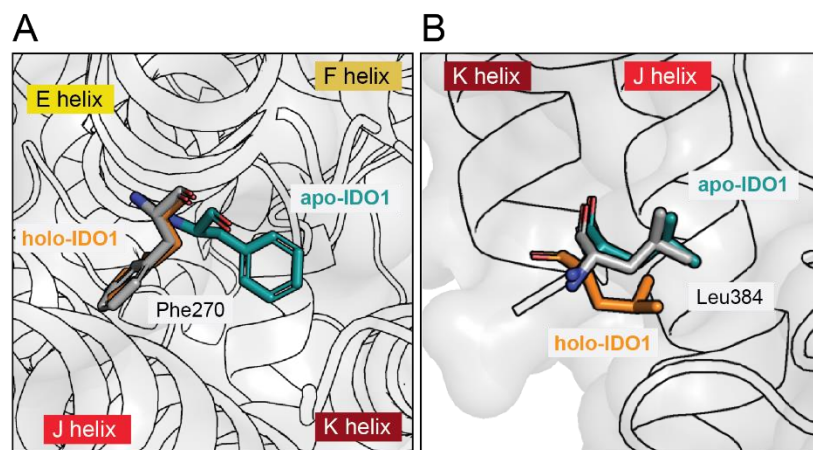 A
E helix
F helix
apo-IDO1
holo-IDO1
Phe270
J helix
K helix
B
K helix
J helix
apo-IDO1
Leu384
holo-IDO1